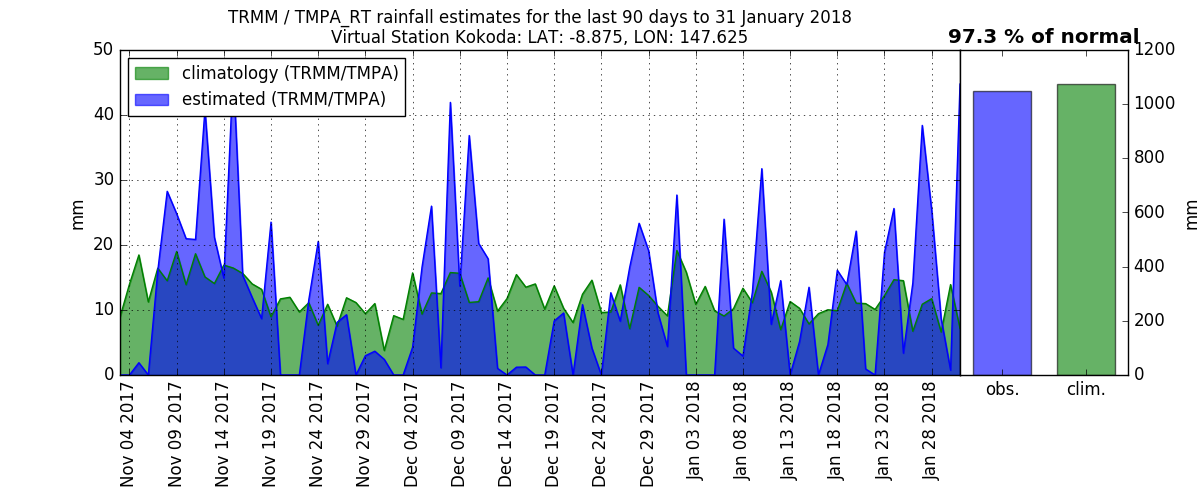 TRMM / TMPA_RT rainfall estimates for the last 90 days to 31 January 2018
Virtual Station Kokoda: LAT: -8.875, LON: 147.625
97.3 % of normal
climatology (TRMM/TMPA)
estimated (TRMM/TMPA)
mm
50
40
30
20
10
0
Nov 04 2017
Nov 09 2017
Nov 14 2017
Nov 19 2017
Nov 24 2017
Nov 29 2017
Dec 04 2017
Dec 09 2017
Dec 14 2017
Dec 19 2017
Dec 24 2017
Dec 29 2017
Jan 03 2018
Jan 08 2018
Jan 13 2018
Jan 18 2018
Jan 23 2018
Jan 28 2018
obs.
clim.
1200
1000
800
600
400
200
0
mm